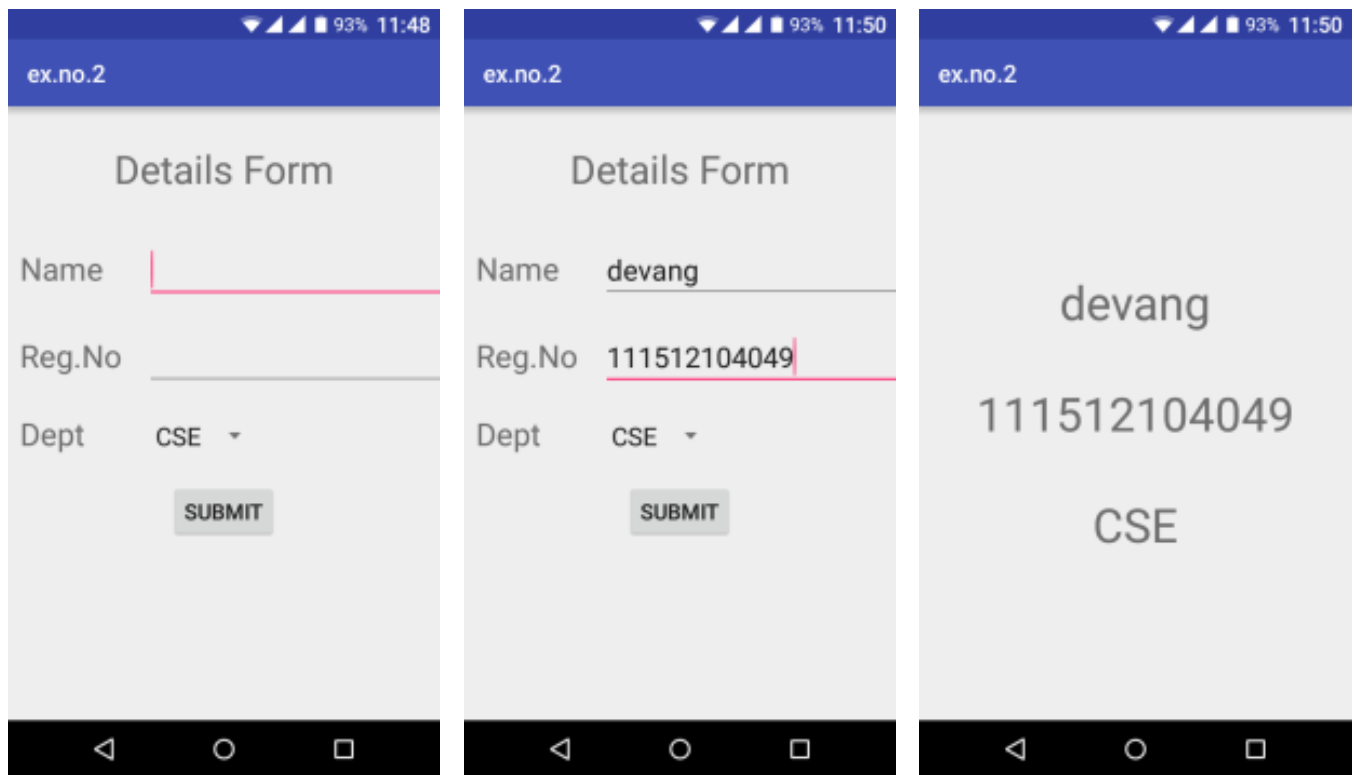 93% 11:48
ex.no.2
Details Form
Name
Reg.No
Dept CSE
SUBMIT
93% 11:50
ex.no.2
Details Form
Name devang
Reg.No 111512104049
Dept CSE
SUBMIT
93% 11:50
ex.no.2
devang
111512104049
CSE